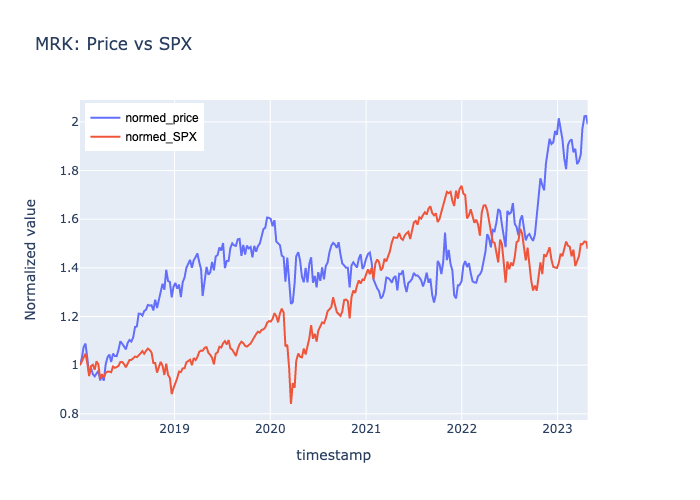 MRK: Price vs SPX
normed_price
normed_SPX
Normalized value
2
1.8
1.6
1.4
1.2
1
0.8
2019
2020
2021
2022
2023
timestamp